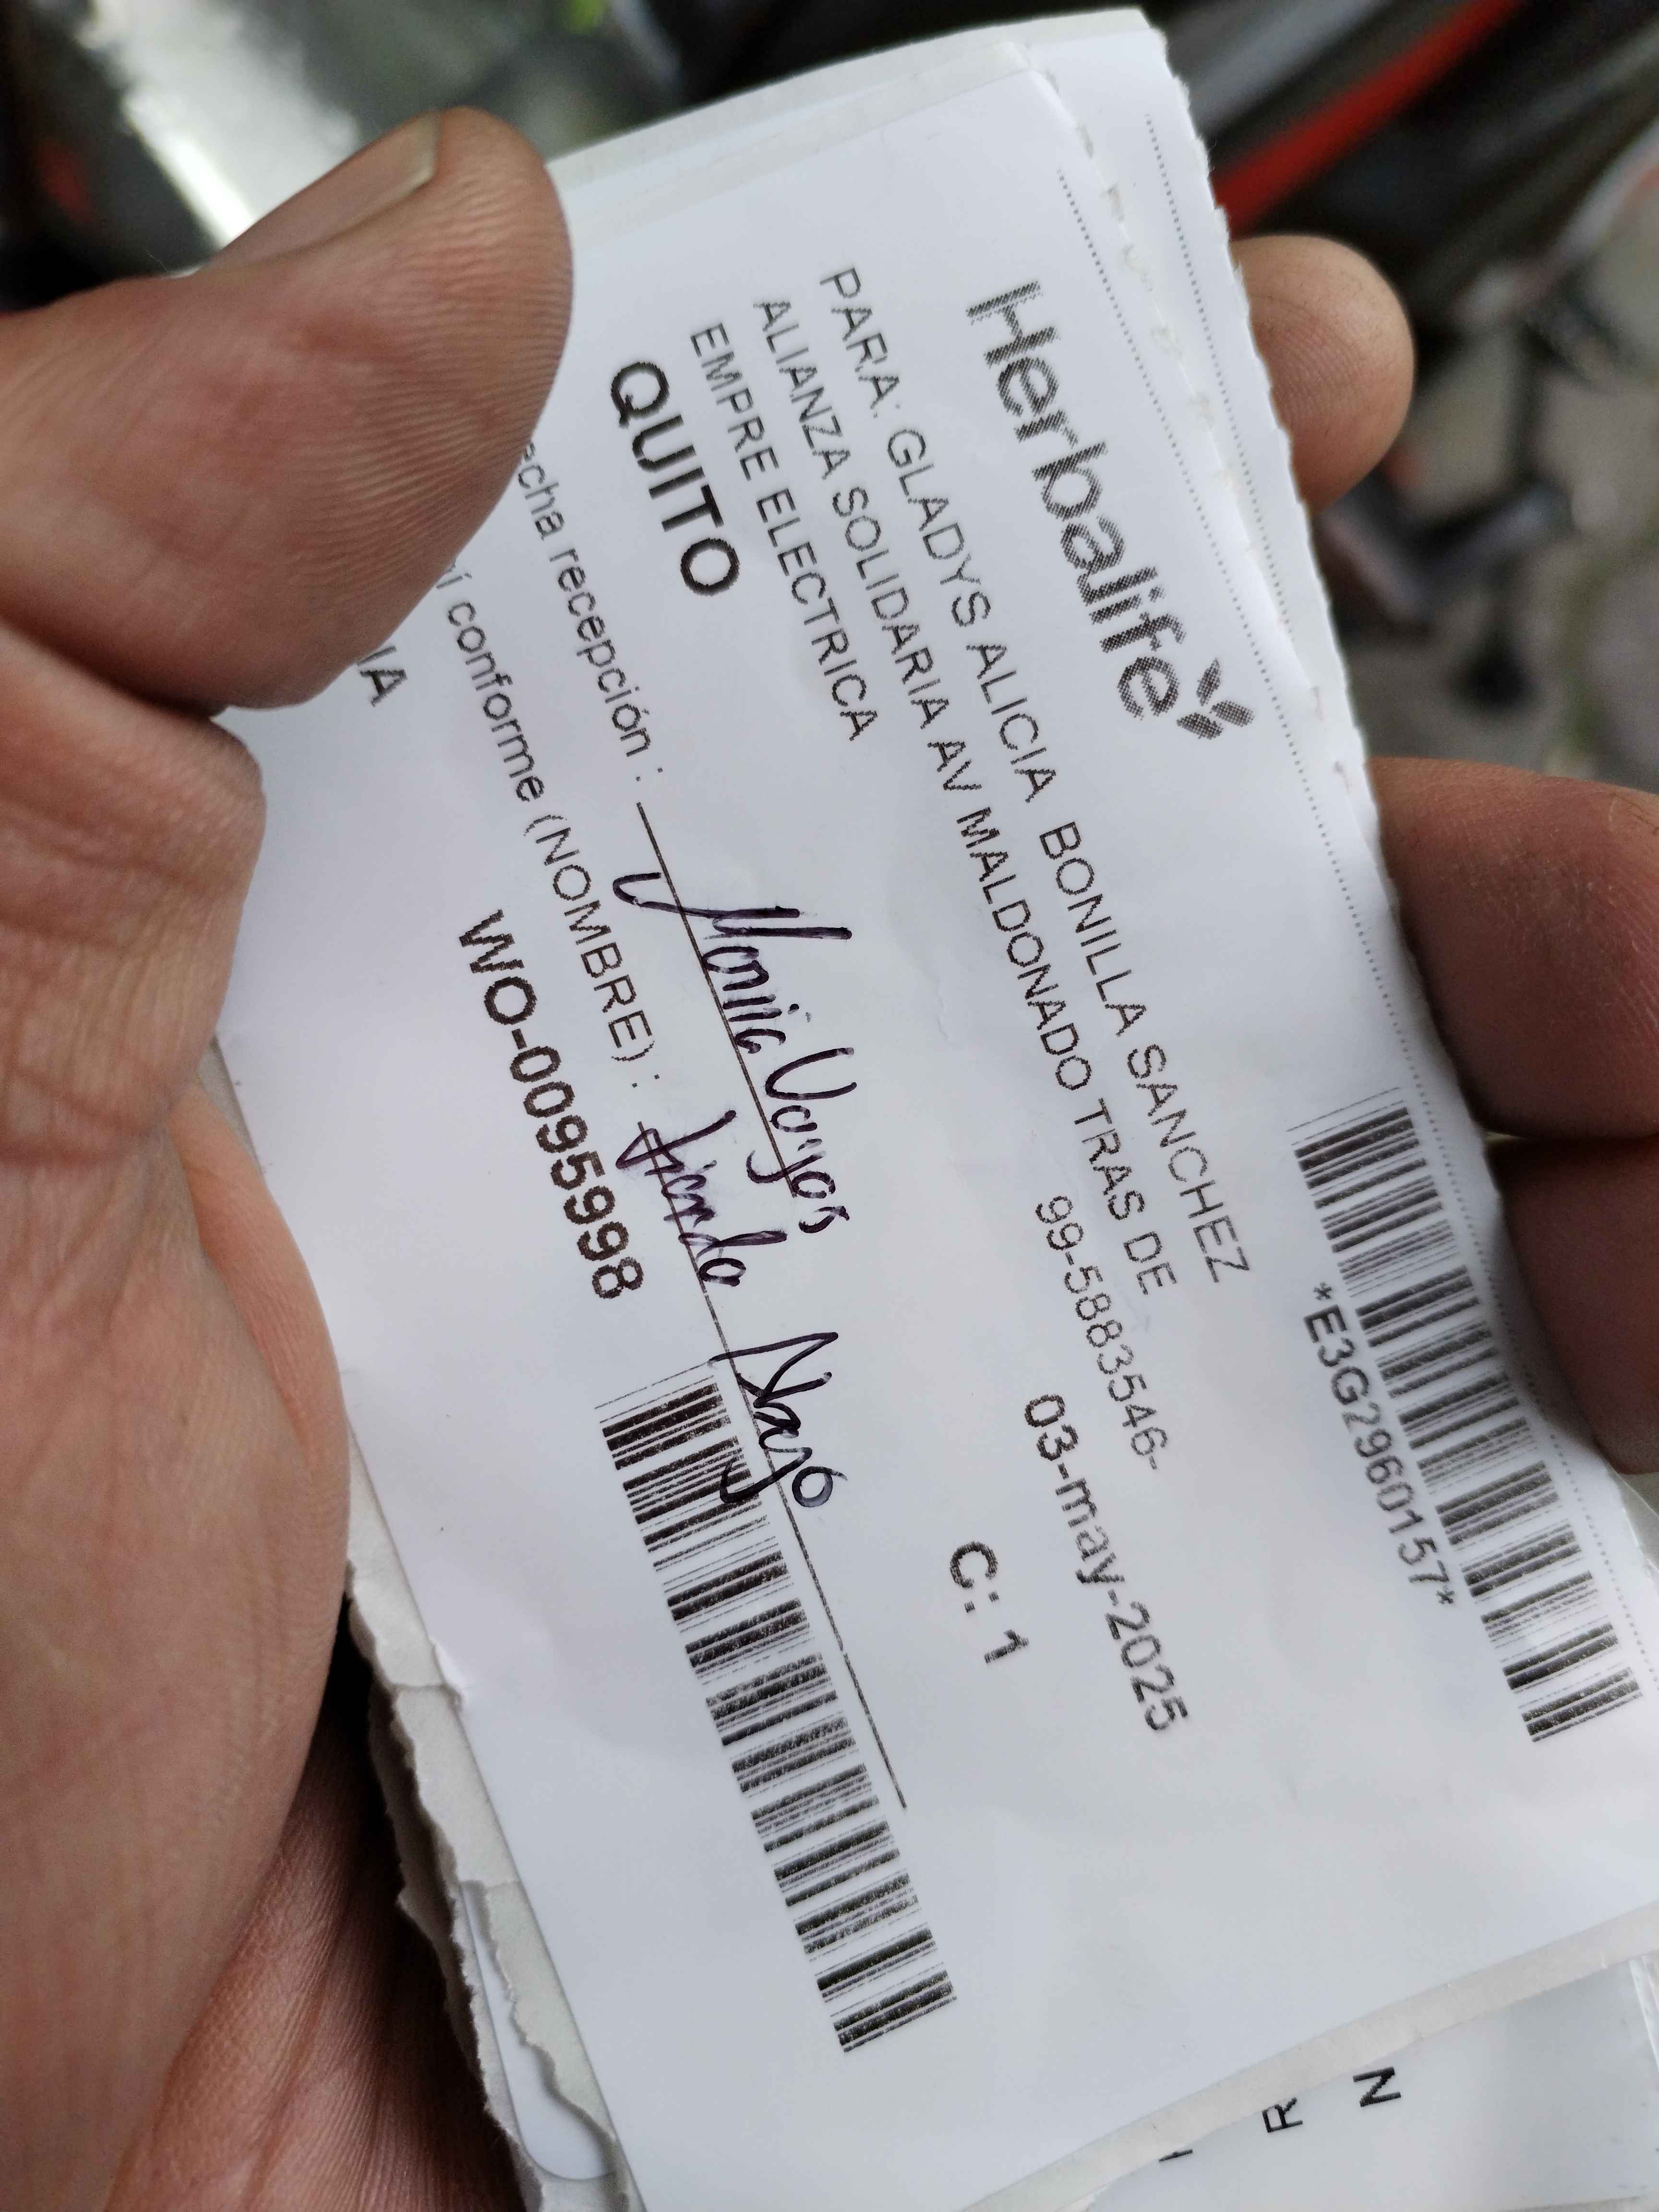 *E3G2960157*
Herbalife
PARA: GLADYS ALICIA BONILLA SANCHEZ
ALIANZA SOLIDARIA AV MALDONADO TRAS DE
EMPRE ELECTRICA
99-5883546-
03-may-2025
QUITO
C: 1
echa recepción :
í conforme (NOMBRE) :
IA
WO-0095998
R
N